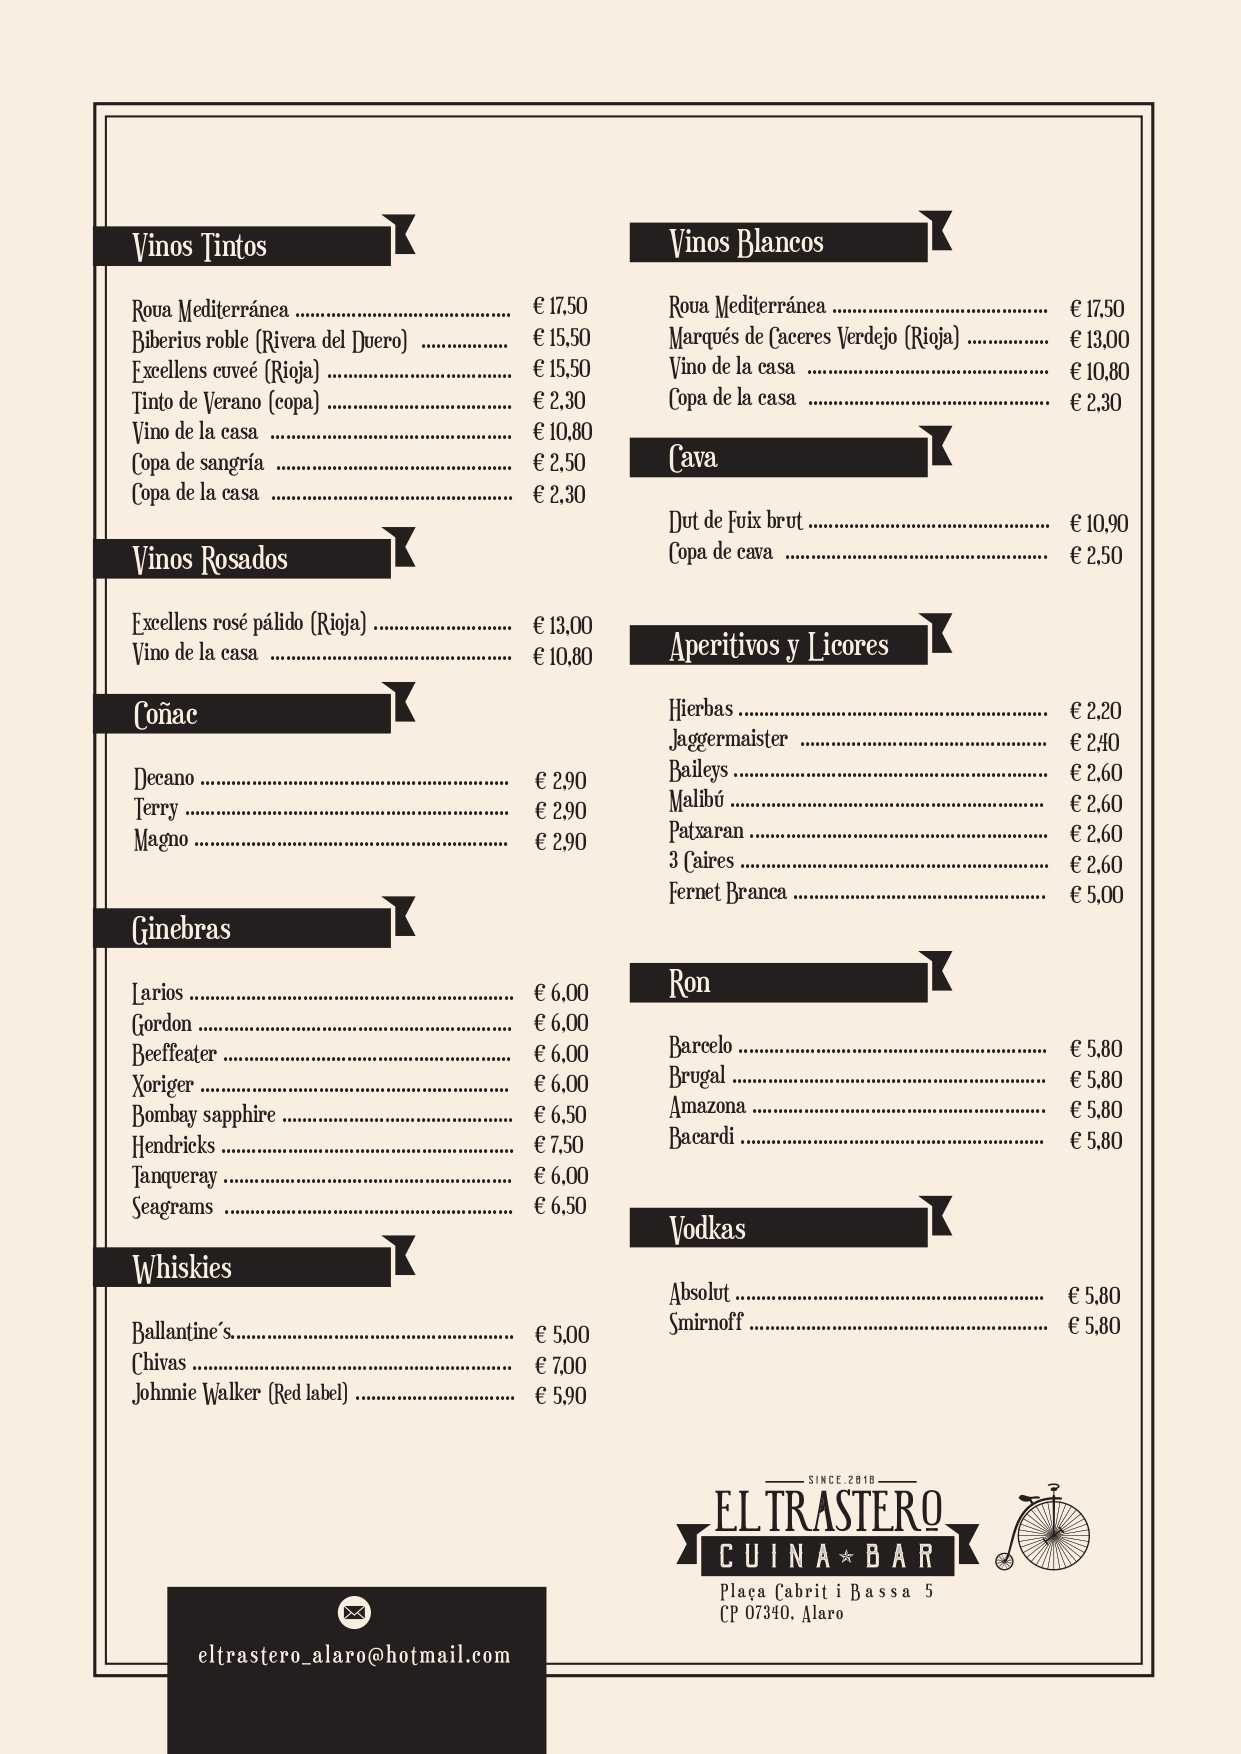 Vinos Tintos
Roua Mediterránea ........................................ € 17,50
Biberius roble (Rivera del Duero) ................. € 15,50
Excellens cuveé (Rioja) .................................... € 15,50
Tinto de Verano (copa) .................................... € 2,30
Vino de la casa .............................................. € 10,80
Copa de sangría ............................................. € 2,50
Copa de la casa .............................................. € 2,30
Vinos Rosados
Excellens rosé pálido (Rioja) ........................... € 13,00
Vino de la casa .............................................. € 10,80
Coñac
Decano ........................................................... € 2,90
Terry .............................................................. € 2,90
Magno ............................................................ € 2,90
Ginebras
Larios ............................................................. € 6,00
Gordon ............................................................ € 6,00
Beeffeater ....................................................... € 6,00
Xoriger ........................................................... € 6,00
Bombay sapphire ............................................ € 6,50
Hendricks ........................................................ € 7,50
Tanqueray ....................................................... € 6,00
Seagrams ....................................................... € 6,50
Whiskies
Ballantine´s...................................................... € 5,00
Chivas ............................................................. € 7,00
Johnnie Walker (Red label) .............................. € 5,90
Vinos Blancos
Roua Mediterránea ......................................... € 17,50
Marqués de Caceres Verdejo (Rioja) ................ € 13,00
Vino de la casa .............................................. € 10,80
Copa de la casa .............................................. € 2,30
Cava
Dut de Fuix brut .............................................. € 10,90
Copa de cava .................................................. € 2,50
Aperitivos y Licores
Hierbas ........................................................... € 2,20
Jaggermaister ................................................ € 2,40
Baileys ............................................................ € 2,60
Malibú ............................................................. € 2,60
Patxaran ......................................................... € 2,60
3 Caires ........................................................... € 2,60
Fernet Branca ................................................. € 5,00
Ron
Barcelo ............................................................ € 5,80
Brugal ............................................................. € 5,80
Amazona ......................................................... € 5,80
Bacardi ........................................................... € 5,80
Vodkas
Absolut ............................................................ € 5,80
Smirnoff .......................................................... € 5,80
SINCE.2010
EL TRASTERO
CUINA BAR
Plaça Cabrit i Bassa 5
CP 07340, Alaro
eltrastero_alaro@hotmail.com